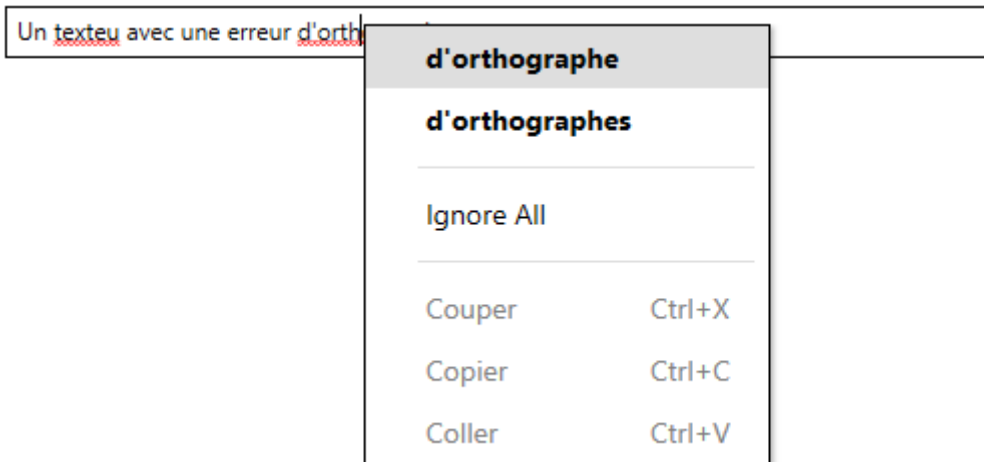 Un texteu avec une erreur d'orth
d'orthographe
d'orthographes
Ignore All
Couper Ctrl+X
Copier Ctrl+C
Coller Ctrl+V